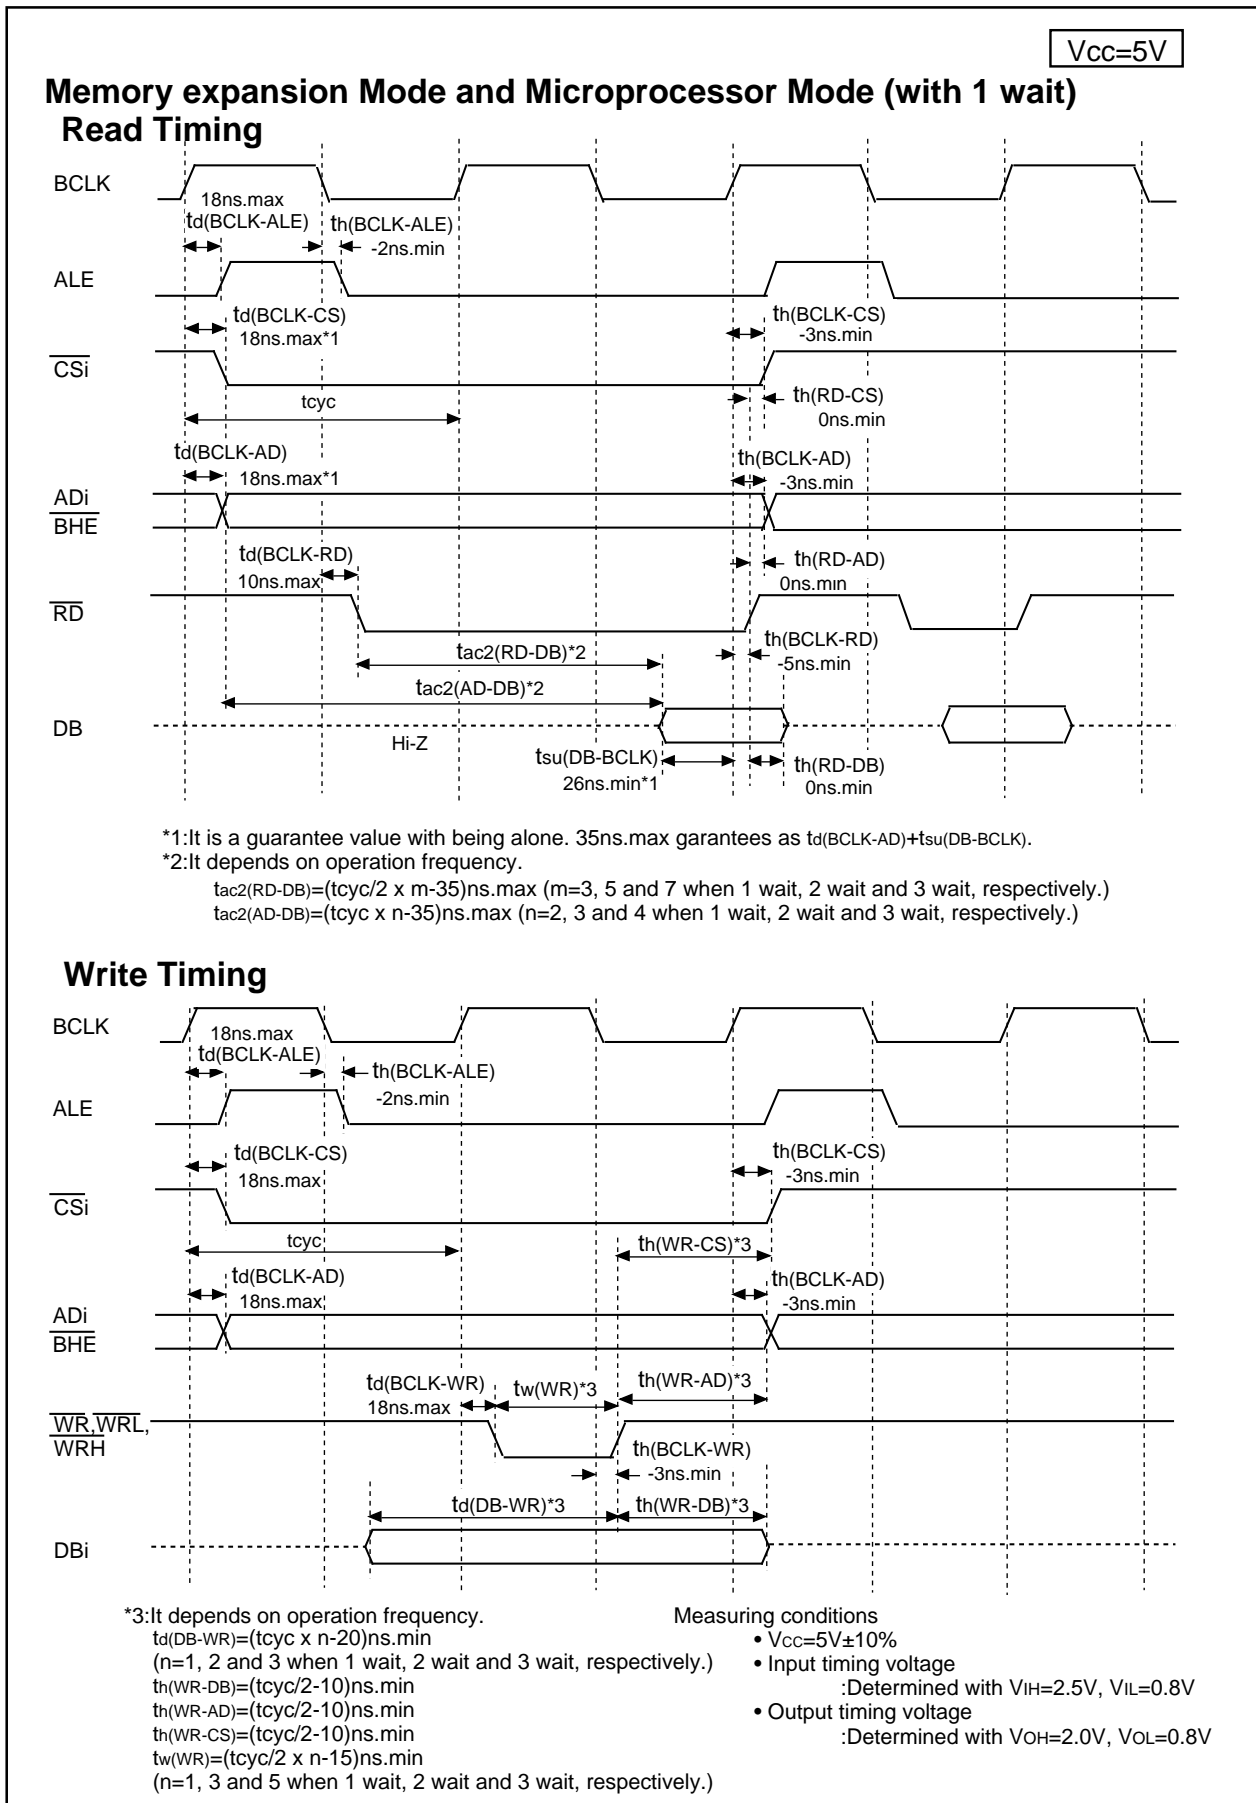 Vcc=5V
Memory expansion Mode and Microprocessor Mode (with 1 wait)
Read Timing
BCLK
18ns.max
td(BCLK-ALE)
th(BCLK-ALE)
-2ns.min
ALE
td(BCLK-CS)
18ns.max*1
th(BCLK-CS)
-3ns.min
CSi
tcyc
th(RD-CS)
0ns.min
td(BCLK-AD)
18ns.max*1
th(BCLK-AD)
-3ns.min
ADi
BHE
td(BCLK-RD)
10ns.max
th(RD-AD)
0ns.min
RD
th(BCLK-RD)
-5ns.min
tac2(RD-DB)*2
tac2(AD-DB)*2
DB
Hi-Z
tsu(DB-BCLK)
26ns.min*1
th(RD-DB)
0ns.min
*1:It is a guarantee value with being alone. 35ns.max garantees as td(BCLK-AD)+tsu(DB-BCLK).
*2:It depends on operation frequency.
tac2(RD-DB)=(tcyc/2 x m-35)ns.max (m=3, 5 and 7 when 1 wait, 2 wait and 3 wait, respectively.)
tac2(AD-DB)=(tcyc x n-35)ns.max (n=2, 3 and 4 when 1 wait, 2 wait and 3 wait, respectively.)
Write Timing
BCLK
18ns.max
td(BCLK-ALE)
th(BCLK-ALE)
-2ns.min
ALE
td(BCLK-CS)
18ns.max
th(BCLK-CS)
-3ns.min
CSi
tcyc
th(WR-CS)*3
td(BCLK-AD)
18ns.max
th(BCLK-AD)
-3ns.min
ADi
BHE
td(BCLK-WR)
18ns.max
tw(WR)*3
th(WR-AD)*3
WR,WRL,
WRH
th(BCLK-WR)
-3ns.min
td(DB-WR)*3
th(WR-DB)*3
DBi
*3:It depends on operation frequency.
td(DB-WR)=(tcyc x n-20)ns.min
(n=1, 2 and 3 when 1 wait, 2 wait and 3 wait, respectively.)
th(WR-DB)=(tcyc/2-10)ns.min
th(WR-AD)=(tcyc/2-10)ns.min
th(WR-CS)=(tcyc/2-10)ns.min
tw(WR)=(tcyc/2 x n-15)ns.min
(n=1, 3 and 5 when 1 wait, 2 wait and 3 wait, respectively.)
Measuring conditions
• VCC=5V±10%
• Input timing voltage
:Determined with VIH=2.5V, VIL=0.8V
• Output timing voltage
:Determined with VOH=2.0V, VOL=0.8V